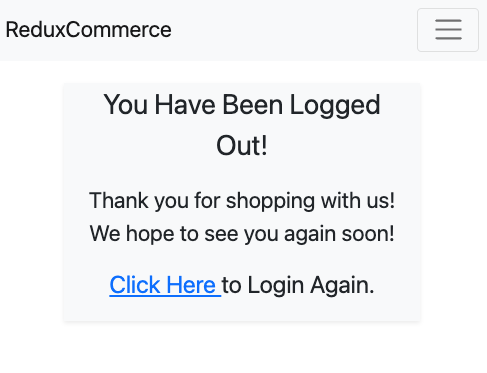 ReduxCommerce
You Have Been Logged
Out!
Thank you for shopping with us!
We hope to see you again soon!
Click Here to Login Again.